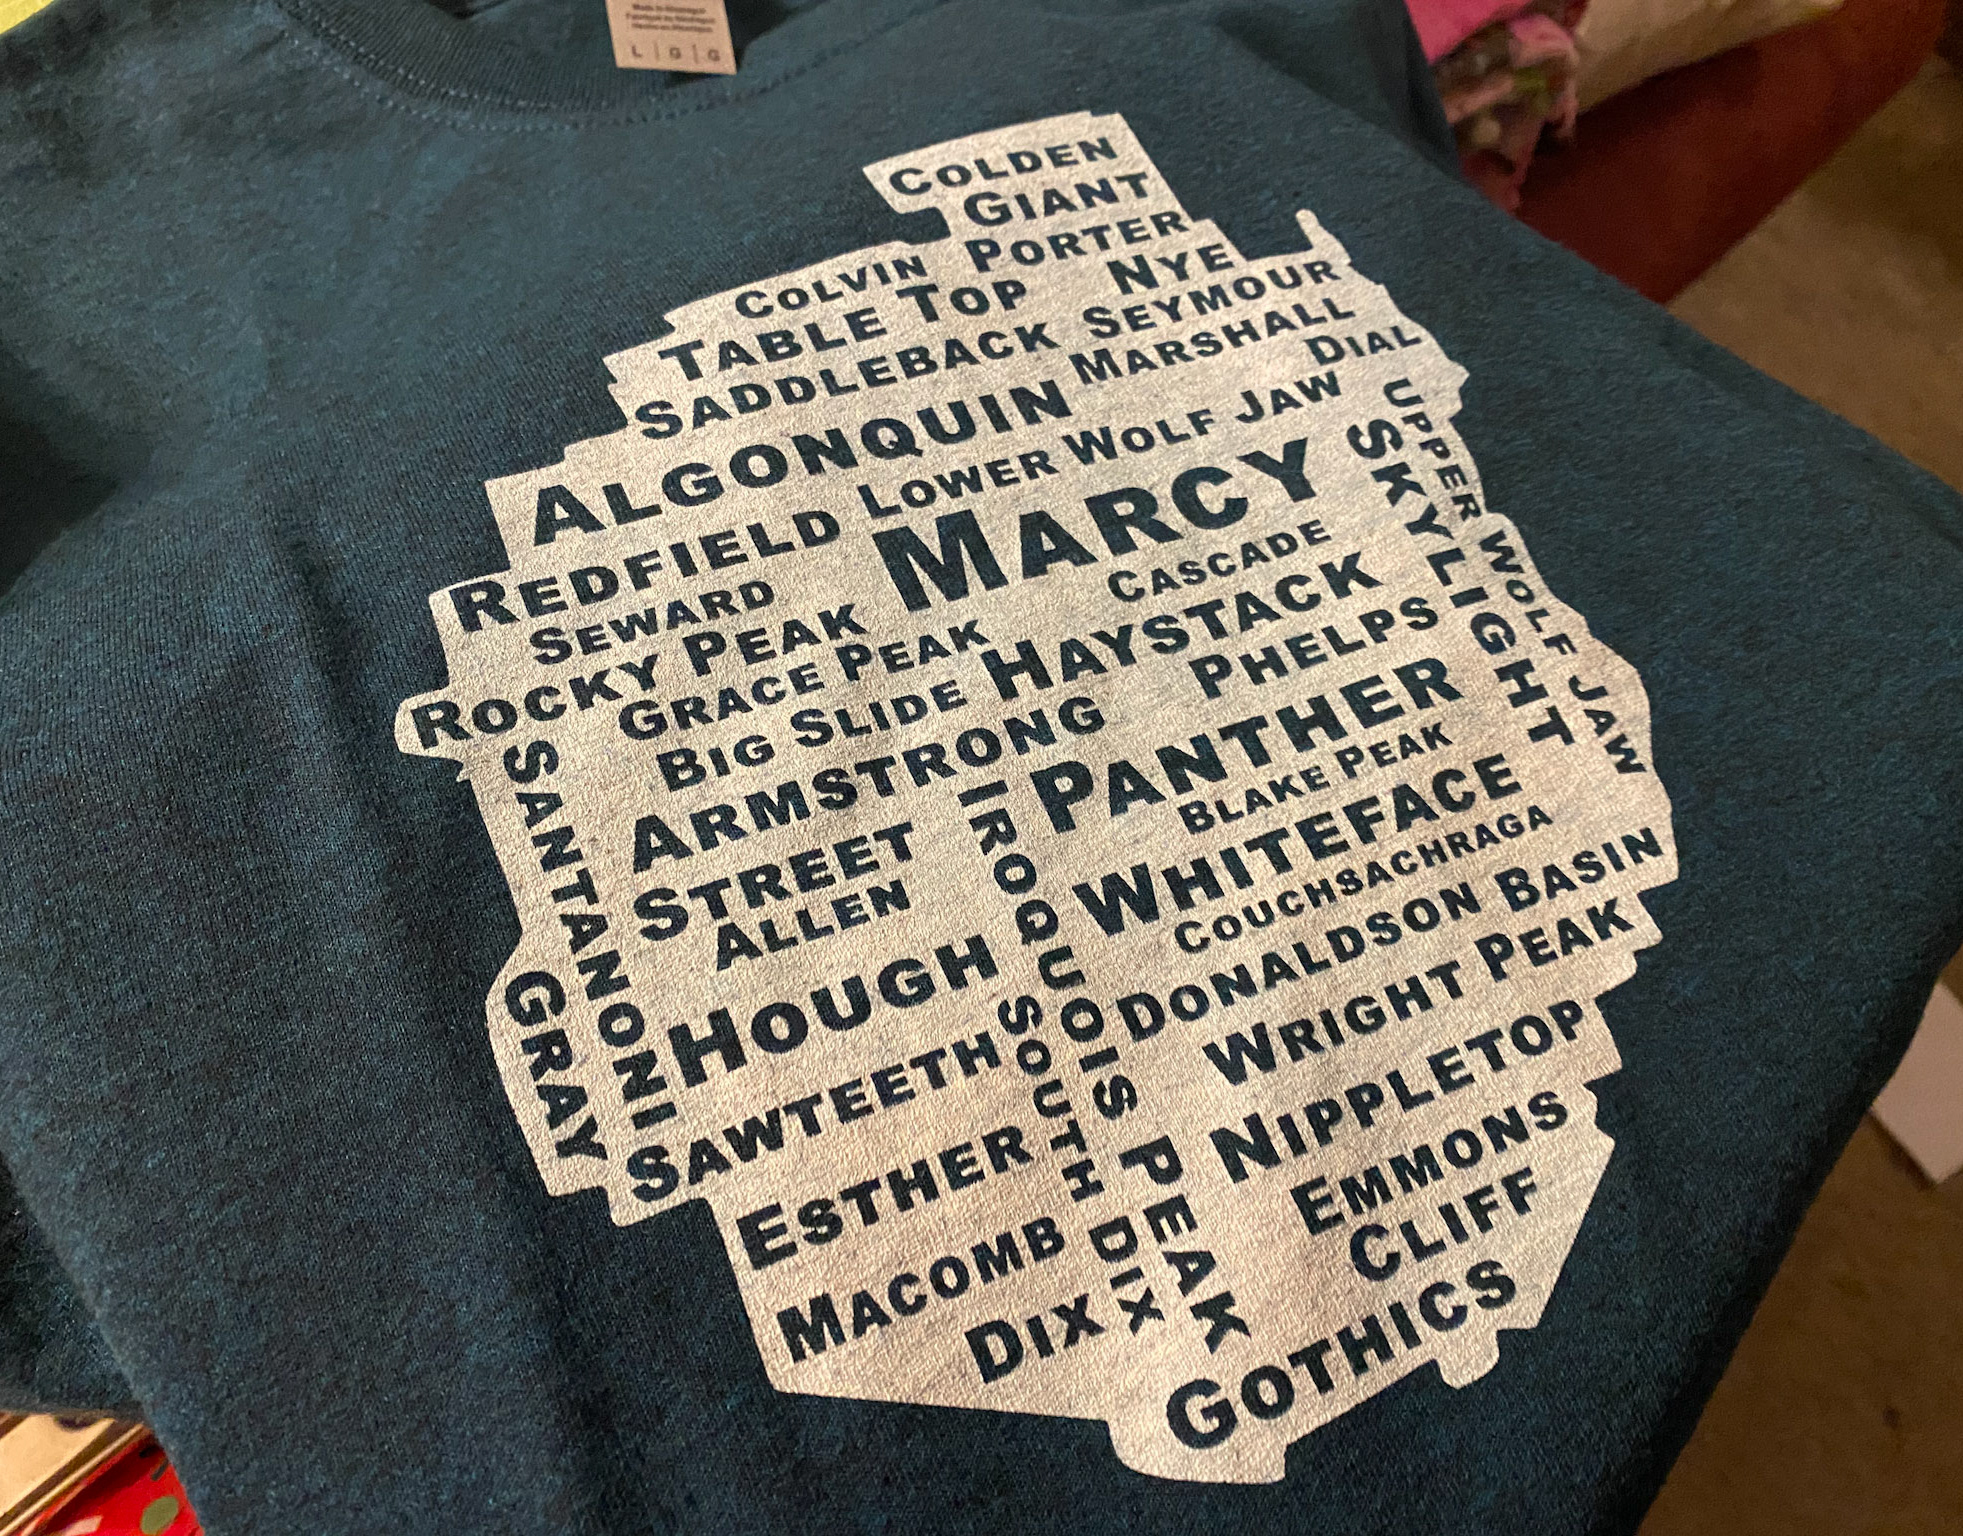 Made in Nicaragua
L | G | G
COLDEN
GIANT
COLVIN PORTER
TABLE TOP NYE
SADDLEBACK SEYMOUR
ALGONQUIN MARSHALL
DIAL
LOWER WOLF JAW
UPPER WOLF JAW
SKYLIGHT
REDFIELD MARCY
SEWARD CASCADE
ROCKY PEAK
GRACE PEAK HAYSTACK
BIG SLIDE PHELPS
ARMSTRONG PANTHER
SANTANONI
IROQUOIS PEAK
BLAKE PEAK
STREET WHITEFACE
ALLEN COUCHSACHRAGA
GRAY
HOUGH DONALDSON BASIN
SOUTH DIX
WRIGHT PEAK
SAWTEETH NIPPLETOP
ESTHER EMMONS
MACOMB CLIFF
DIX GOTHICS